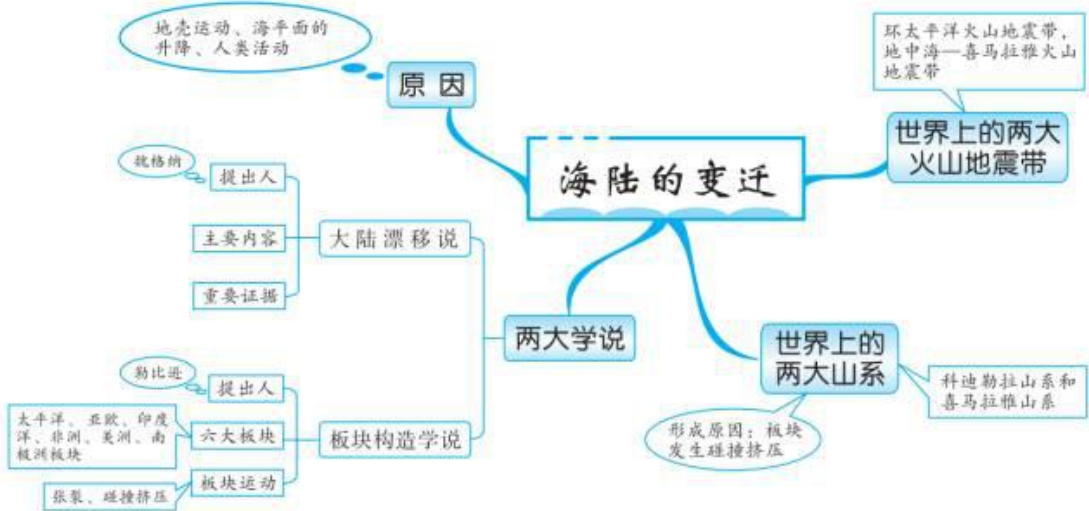 海陆的变迁
原 因
地壳运动、海平面的
升降、人类活动
世界上的两大
火山地震带
环太平洋火山地震带，
地中海—喜马拉雅火山
地震带
世界上的
两大山系
科迪勒拉山系和
喜马拉雅山系
形成原因：板块
发生碰撞挤压
两大学说
大陆漂移说
提出人
魏格纳
主要内容
重要证据
板块构造学说
提出人
勒比逊
六大板块
太平洋、亚欧、印度
洋、非洲、美洲、南
极洲板块
板块运动
张裂、碰撞挤压